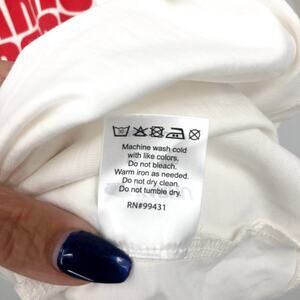 Machine wash cold
with like colors,
Do not bleach.
Warm iron as needed.
Do not dry clean.
Do not tumble dry.
RN#99431